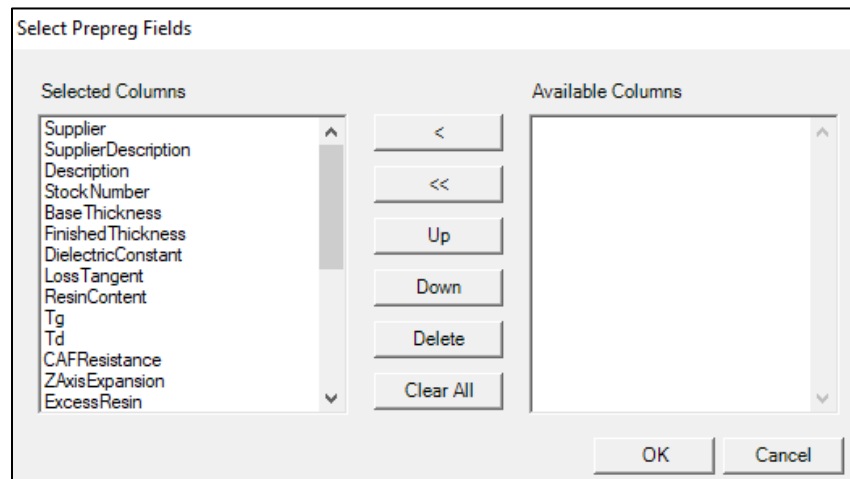 Select Prepreg Fields
Selected Columns
Available Columns
Supplier
SupplierDescription
Description
StockNumber
BaseThickness
FinishedThickness
DielectricConstant
LossTangent
ResinContent
Tg
Td
CAFResistance
ZAxisExpansion
ExcessResin
<
<<
Up
Down
Delete
Clear All
OK
Cancel